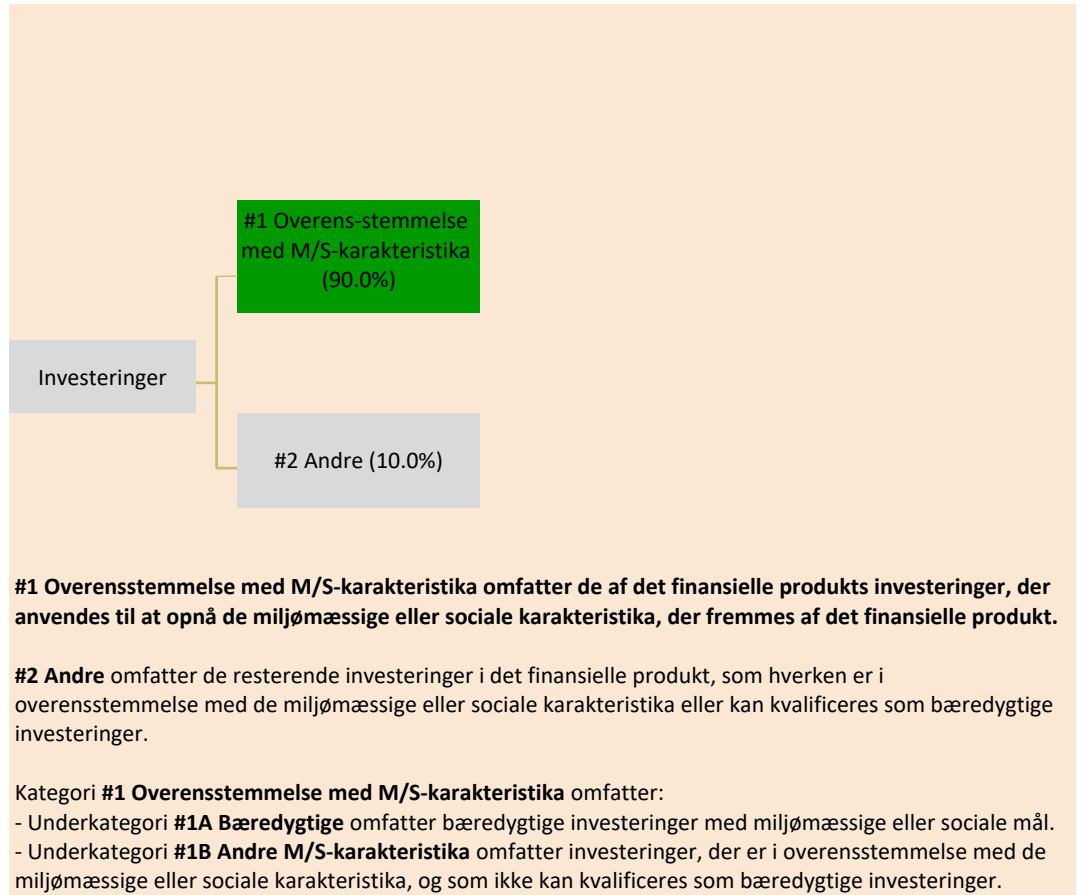 #1 Overens-stemmelse
med M/S-karakteristika
(90.0%)
Investeringer
#2 Andre (10.0%)
#1 Overensstemmelse med M/S-karakteristika omfatter de af det finansielle produkts investeringer, der
anvendes til at opnå de miljømæssige eller sociale karakteristika, der fremmes af det finansielle produkt.
#2 Andre omfatter de resterende investeringer i det finansielle produkt, som hverken er i
overensstemmelse med de miljømæssige eller sociale karakteristika eller kan kvalificeres som bæredygtige
investeringer.
Kategori #1 Overensstemmelse med M/S-karakteristika omfatter:
- Underkategori #1A Bæredygtige omfatter bæredygtige investeringer med miljømæssige eller sociale mål.
- Underkategori #1B Andre M/S-karakteristika omfatter investeringer, der er i overensstemmelse med de
miljømæssige eller sociale karakteristika, og som ikke kan kvalificeres som bæredygtige investeringer.